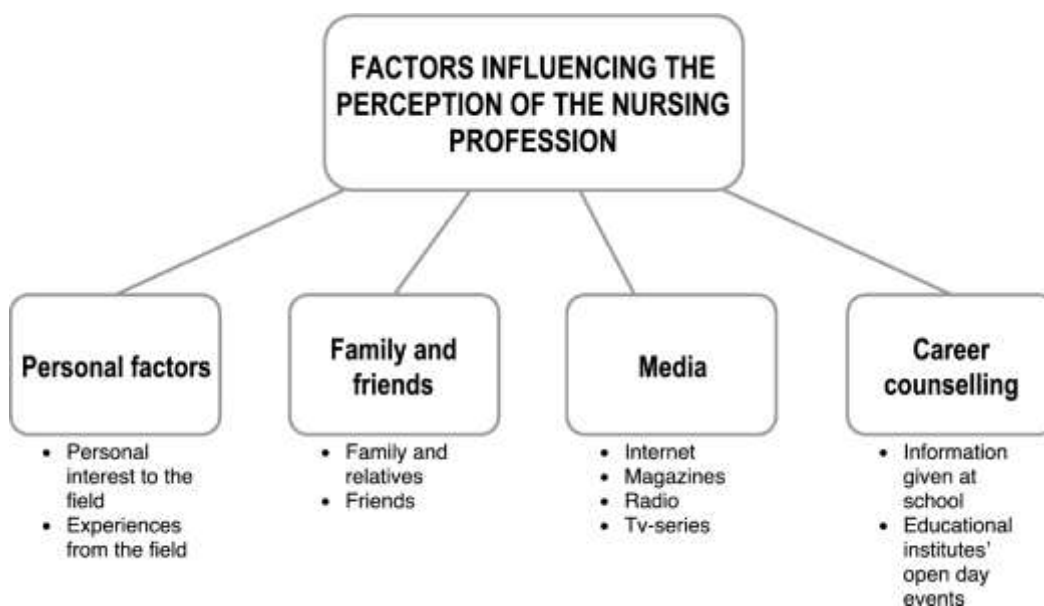 FACTORS INFLUENCING THE
PERCEPTION OF THE NURSING
PROFESSION
Personal factors
• Personal
interest to the
field
• Experiences
from the field
Family and
friends
• Family and
relatives
• Friends
Media
• Internet
• Magazines
• Radio
• Tv-series
Career
counselling
• Information
given at
school
• Educational
institutes'
open day
events